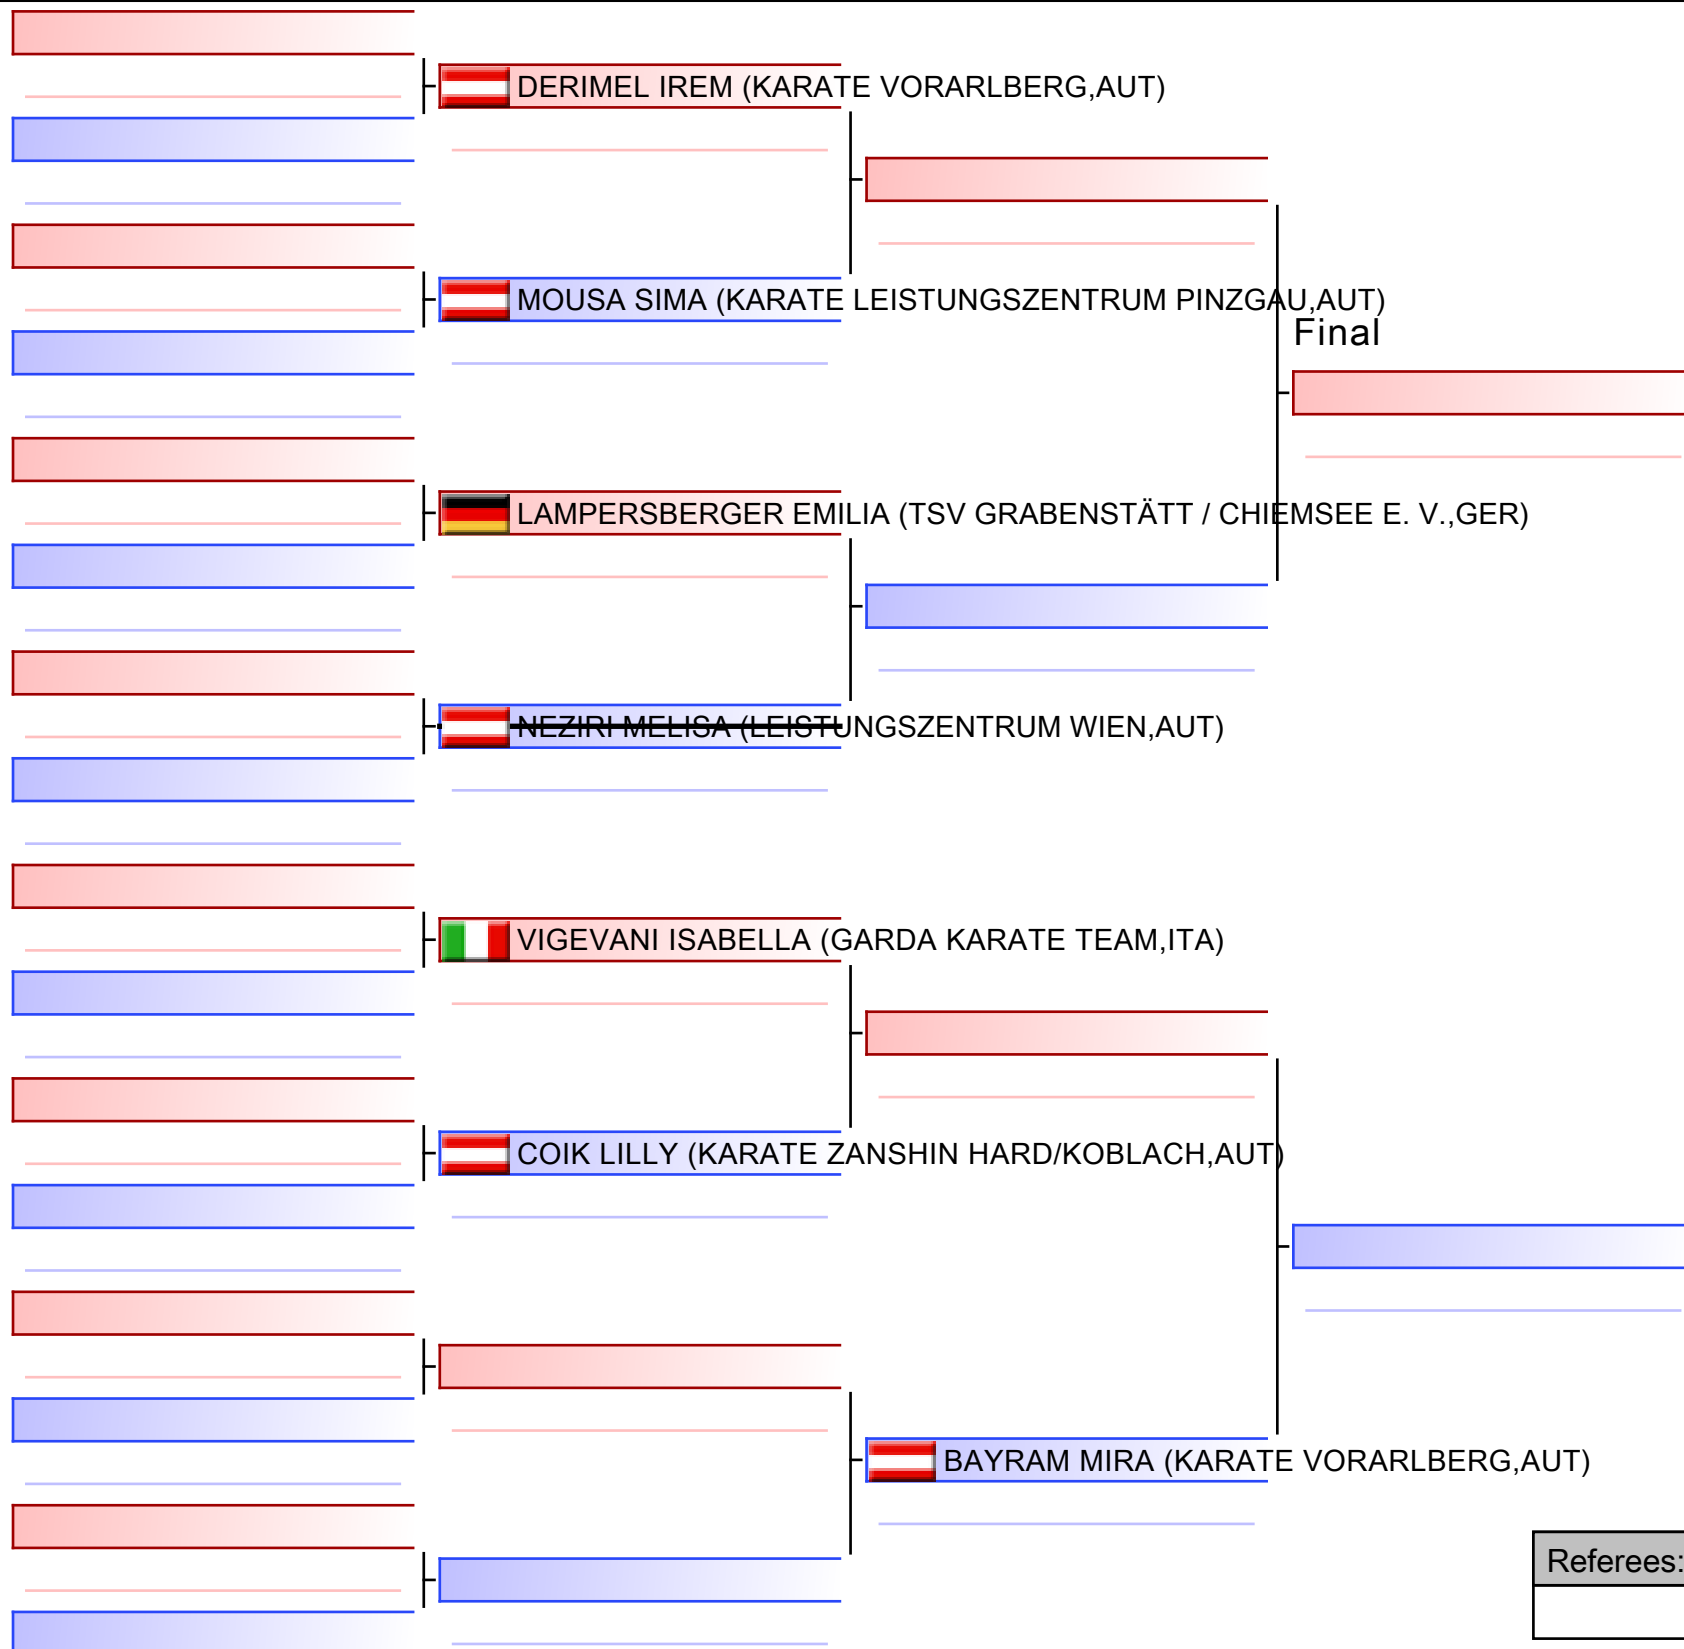 DERIMEL IREM (KARATE VORARLBERG,AUT)
MOUSA SIMA (KARATE LEISTUNGSZENTRUM PINZGAU,AUT)
Final
LAMPERSBERGER EMILIA (TSV GRABENSTÄTT / CHIEMSEE E. V.,GER)
NEZIRI MELISA (LEISTUNGSZENTRUM WIEN,AUT)
VIGEVANI ISABELLA (GARDA KARATE TEAM,ITA)
COIK LILLY (KARATE ZANSHIN HARD/KOBLACH,AUT)
BAYRAM MIRA (KARATE VORARLBERG,AUT)
Referees: